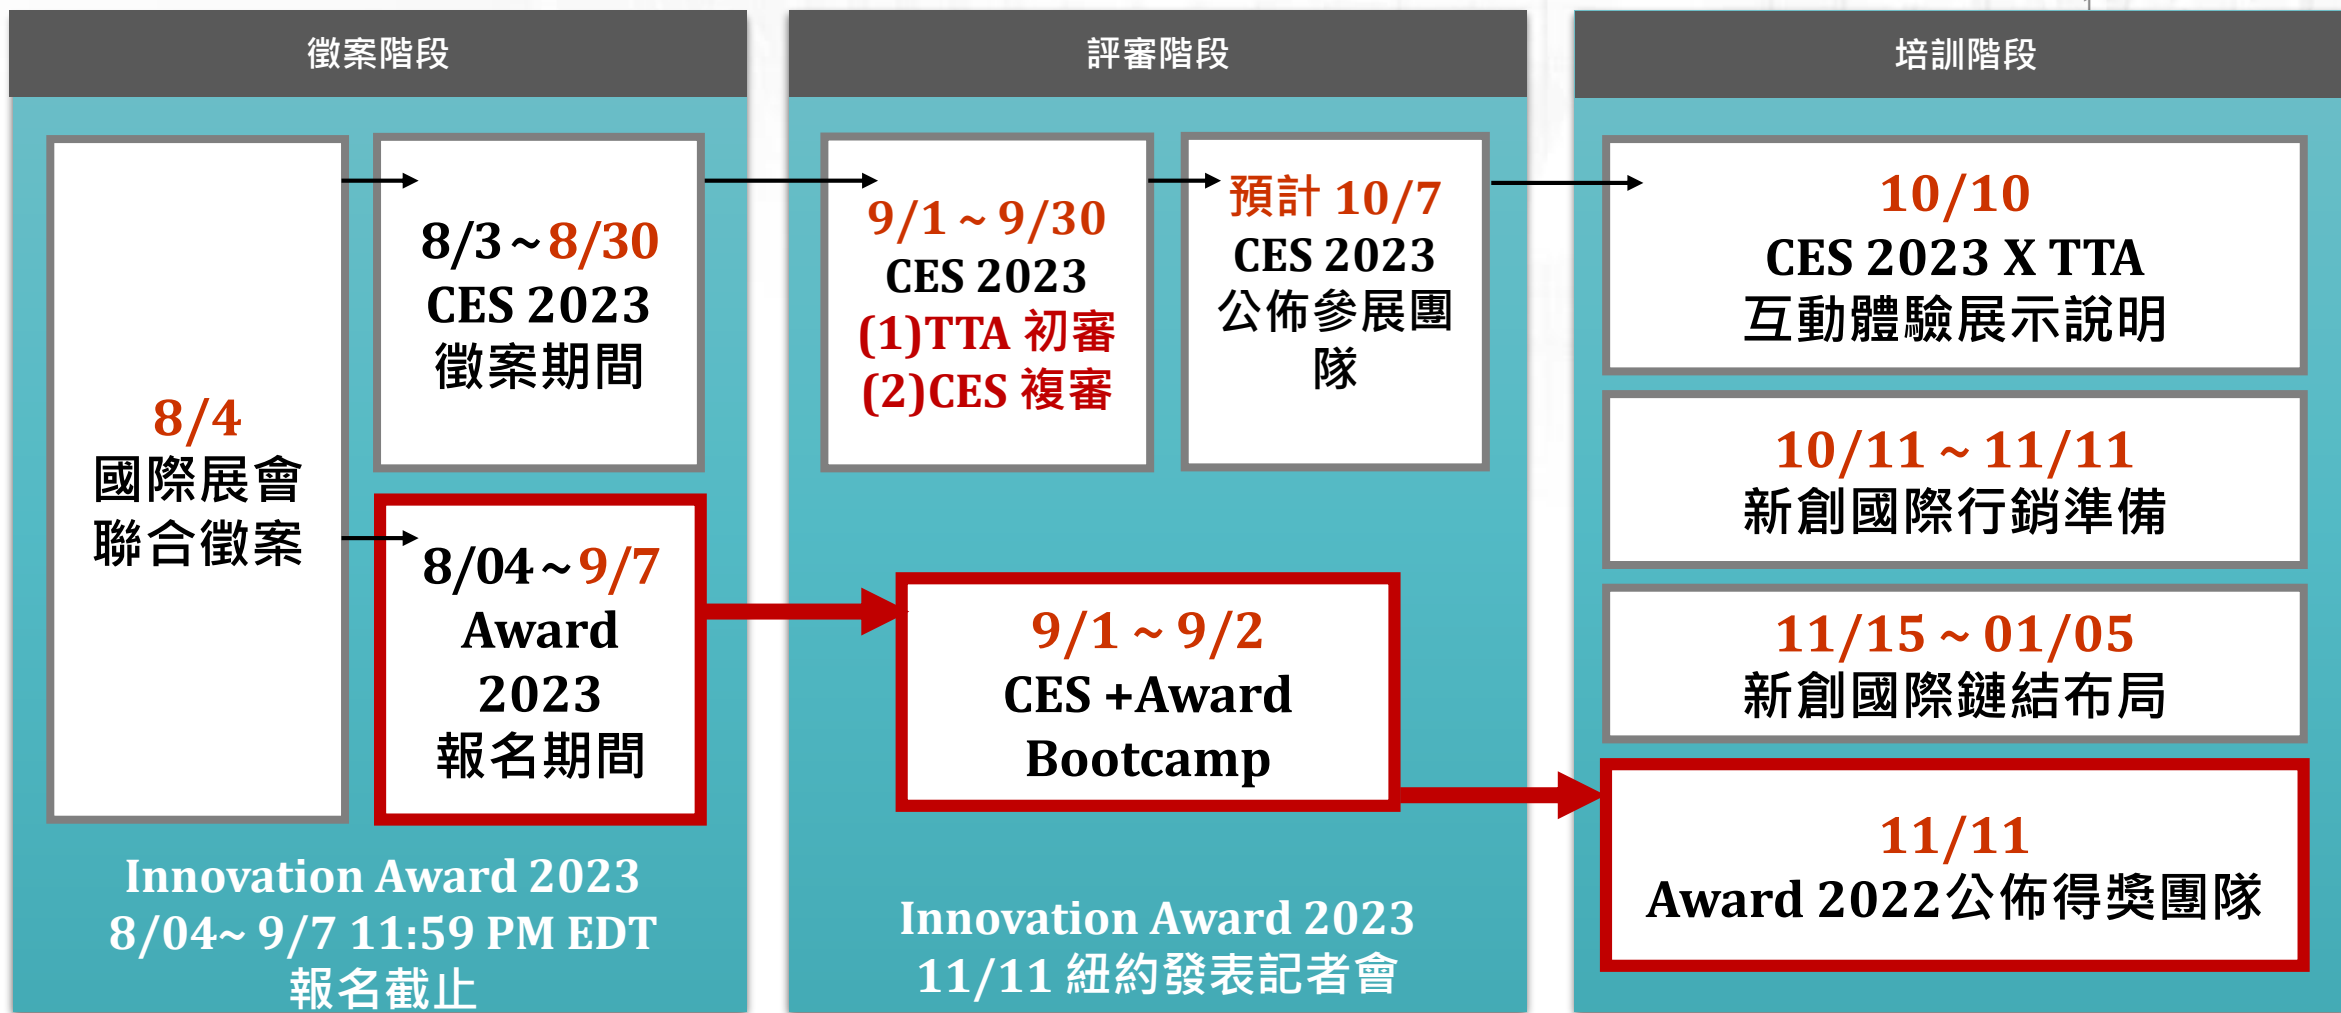 徵案階段
8/4
國際展會
聯合徵案
8/3～8/30
CES 2023
徵案期間
8/04～9/7
Award
2023
報名期間
Innovation Award 2023
8/04~ 9/7 11:59 PM EDT
報名截止
評審階段
9/1～9/30
CES 2023
(1)TTA 初審
(2)CES 複審
預計 10/7
CES 2023
公佈參展團
隊
9/1 ~ 9/2
CES +Award
Bootcamp
Innovation Award 2023
11/11 紐約發表記者會
培訓階段
10/10
CES 2023 X TTA
互動體驗展示說明
10/11 ~ 11/11
新創國際行銷準備
11/15 ~ 01/05
新創國際鏈結布局
11/11
Award 2022公佈得獎團隊